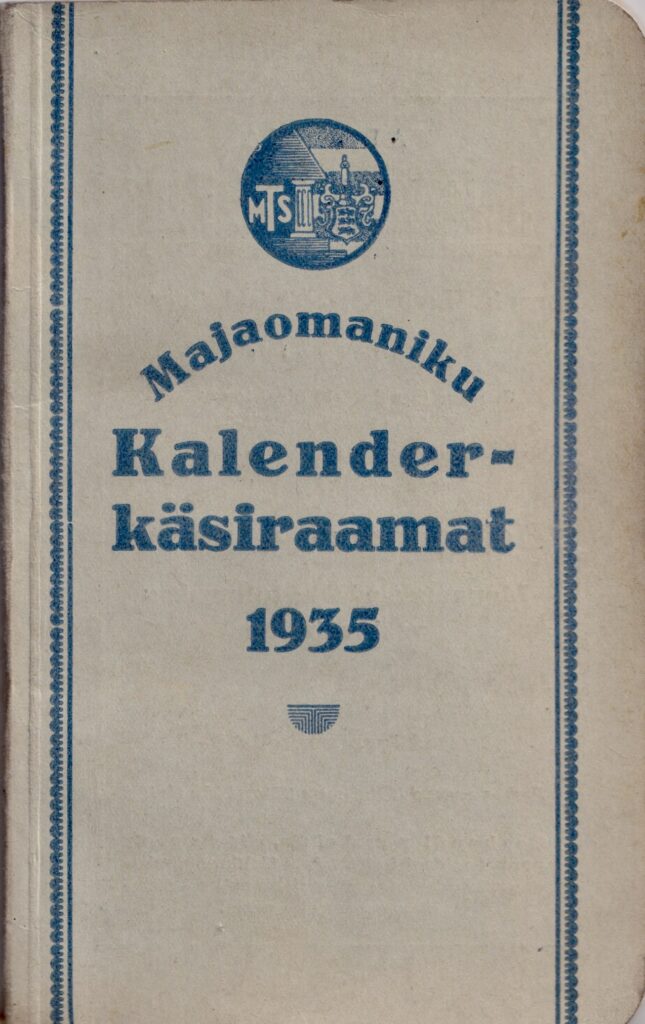 MTS
Majaomaniku
Kalender-
käsiraamat
1935